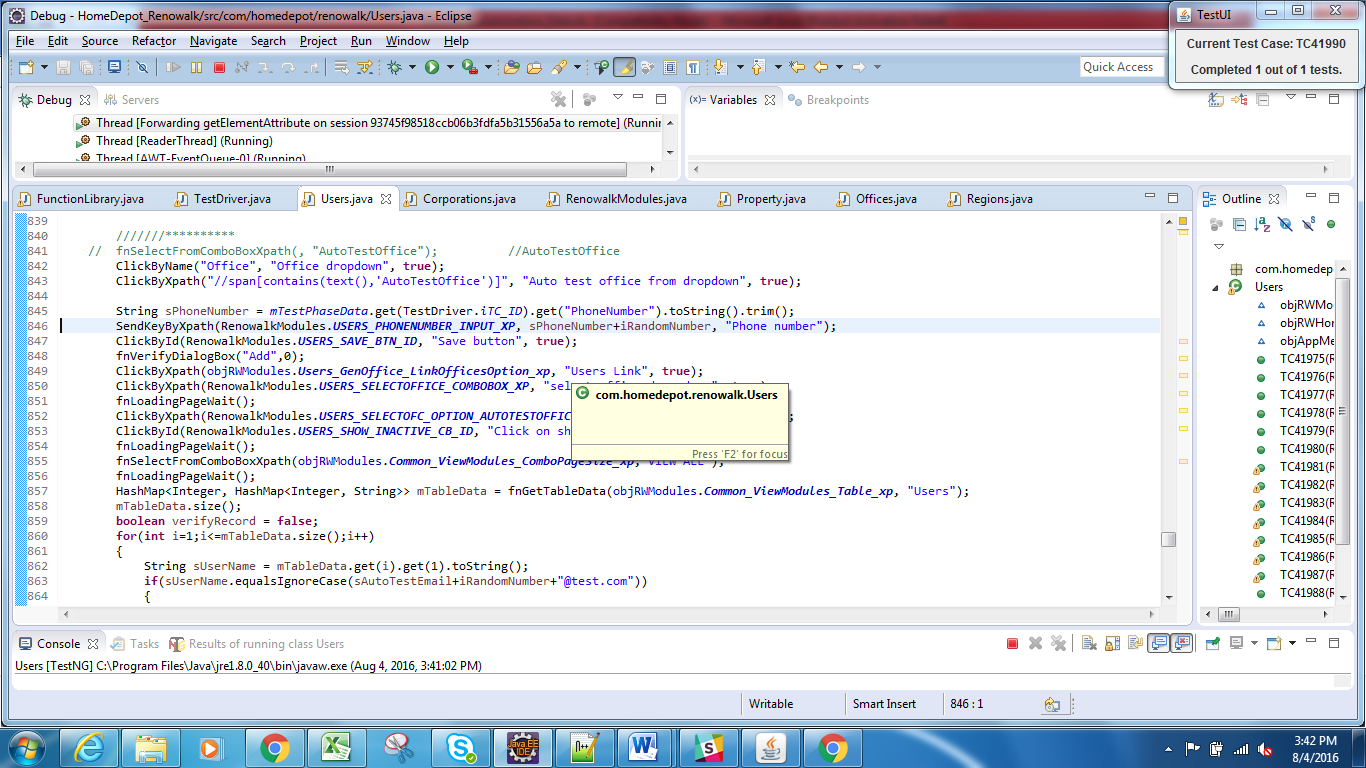 Debug - HomeDepot_Renowalk/src/com/homedepot/renowalk/Users.java - Eclipse
TestUI
Current Test Case: TC41990
Completed 1 out of 1 tests.
File Edit Source Refactor Navigate Search Project Run Window Help
Quick Access
Debug Servers
(x)= Variables Breakpoints
Thread [Forwarding getElementAttribute on session 93745f98518ccb06b3fdfa5b31556a5a to remote] (Runnin
Thread [ReaderThread] (Running)
Thread [AWT-EventQueue-0] (Running)
FunctionLibrary.java TestDriver.java Users.java Corporations.java RenowalkModules.java Property.java Offices.java Regions.java
839
840 ///////**********
841 // fnSelectFromComboBoxXpath(, "AutoTestOffice"); //AutoTestOffice
842 ClickByName("Office", "Office dropdown", true);
843 ClickByXpath("//span[contains(text(),'AutoTestOffice')]", "Auto test office from dropdown", true);
844
845 String sPhoneNumber = mTestPhaseData.get(TestDriver.iTC_ID).get("PhoneNumber").toString().trim();
846 SendKeyByXpath(RenowalkModules.USERS_PHONENUMBER_INPUT_XP, sPhoneNumber+iRandomNumber, "Phone number");
847 ClickById(RenowalkModules.USERS_SAVE_BTN_ID, "Save button", true);
848 fnVerifyDialogBox("Add",0);
849 ClickByXpath(objRWModules.Users_GenOffice_LinkOfficesOption_xp, "Users Link", true);
850 ClickByXpath(RenowalkModules.USERS_SELECTOFFICE_COMBOBOX_XP,
851 fnLoadingPageWait();
852 ClickByXpath(RenowalkModules.USERS_SELECTOFC_OPTION_AUTOTESTOFFIC
853 ClickById(RenowalkModules.USERS_SHOW_INACTIVE_CB_ID, "Click on sh
854 fnLoadingPageWait();
855 fnSelectFromComboBoxXpath(objRWModules.Common_ViewModules_ComboPageSize_xp, "View ALL");
856 fnLoadingPageWait();
857 HashMap<Integer, HashMap<Integer, String>> mTableData = fnGetTableData(objRWModules.Common_ViewModules_Table_xp, "Users");
858 mTableData.size();
859 boolean verifyRecord = false;
860 for(int i=1;i<=mTableData.size();i++)
861 {
862 String sUserName = mTableData.get(i).get(1).toString();
863 if(sUserName.equalsIgnoreCase(sAutoTestEmail+iRandomNumber+"@test.com"))
864 {
com.homedepot.renowalk.Users
Press 'F2' for focus
Outline
com.homedep
Users
objRWMo
objRWHor
objAppMe
TC41975(R
TC41976(R
TC41977(R
TC41978(R
TC41979(R
TC41980(R
TC41981(R
TC41982(R
TC41983(R
TC41984(R
TC41985(R
TC41986(R
TC41987(R
TC41988(R
Console Tasks Results of running class Users
Users [TestNG] C:\Program Files\Java\jre1.8.0_40\bin\javaw.exe (Aug 4, 2016, 3:41:02 PM)
Writable Smart Insert 846 : 1
Java EE
IDE
3:42 PM
8/4/2016